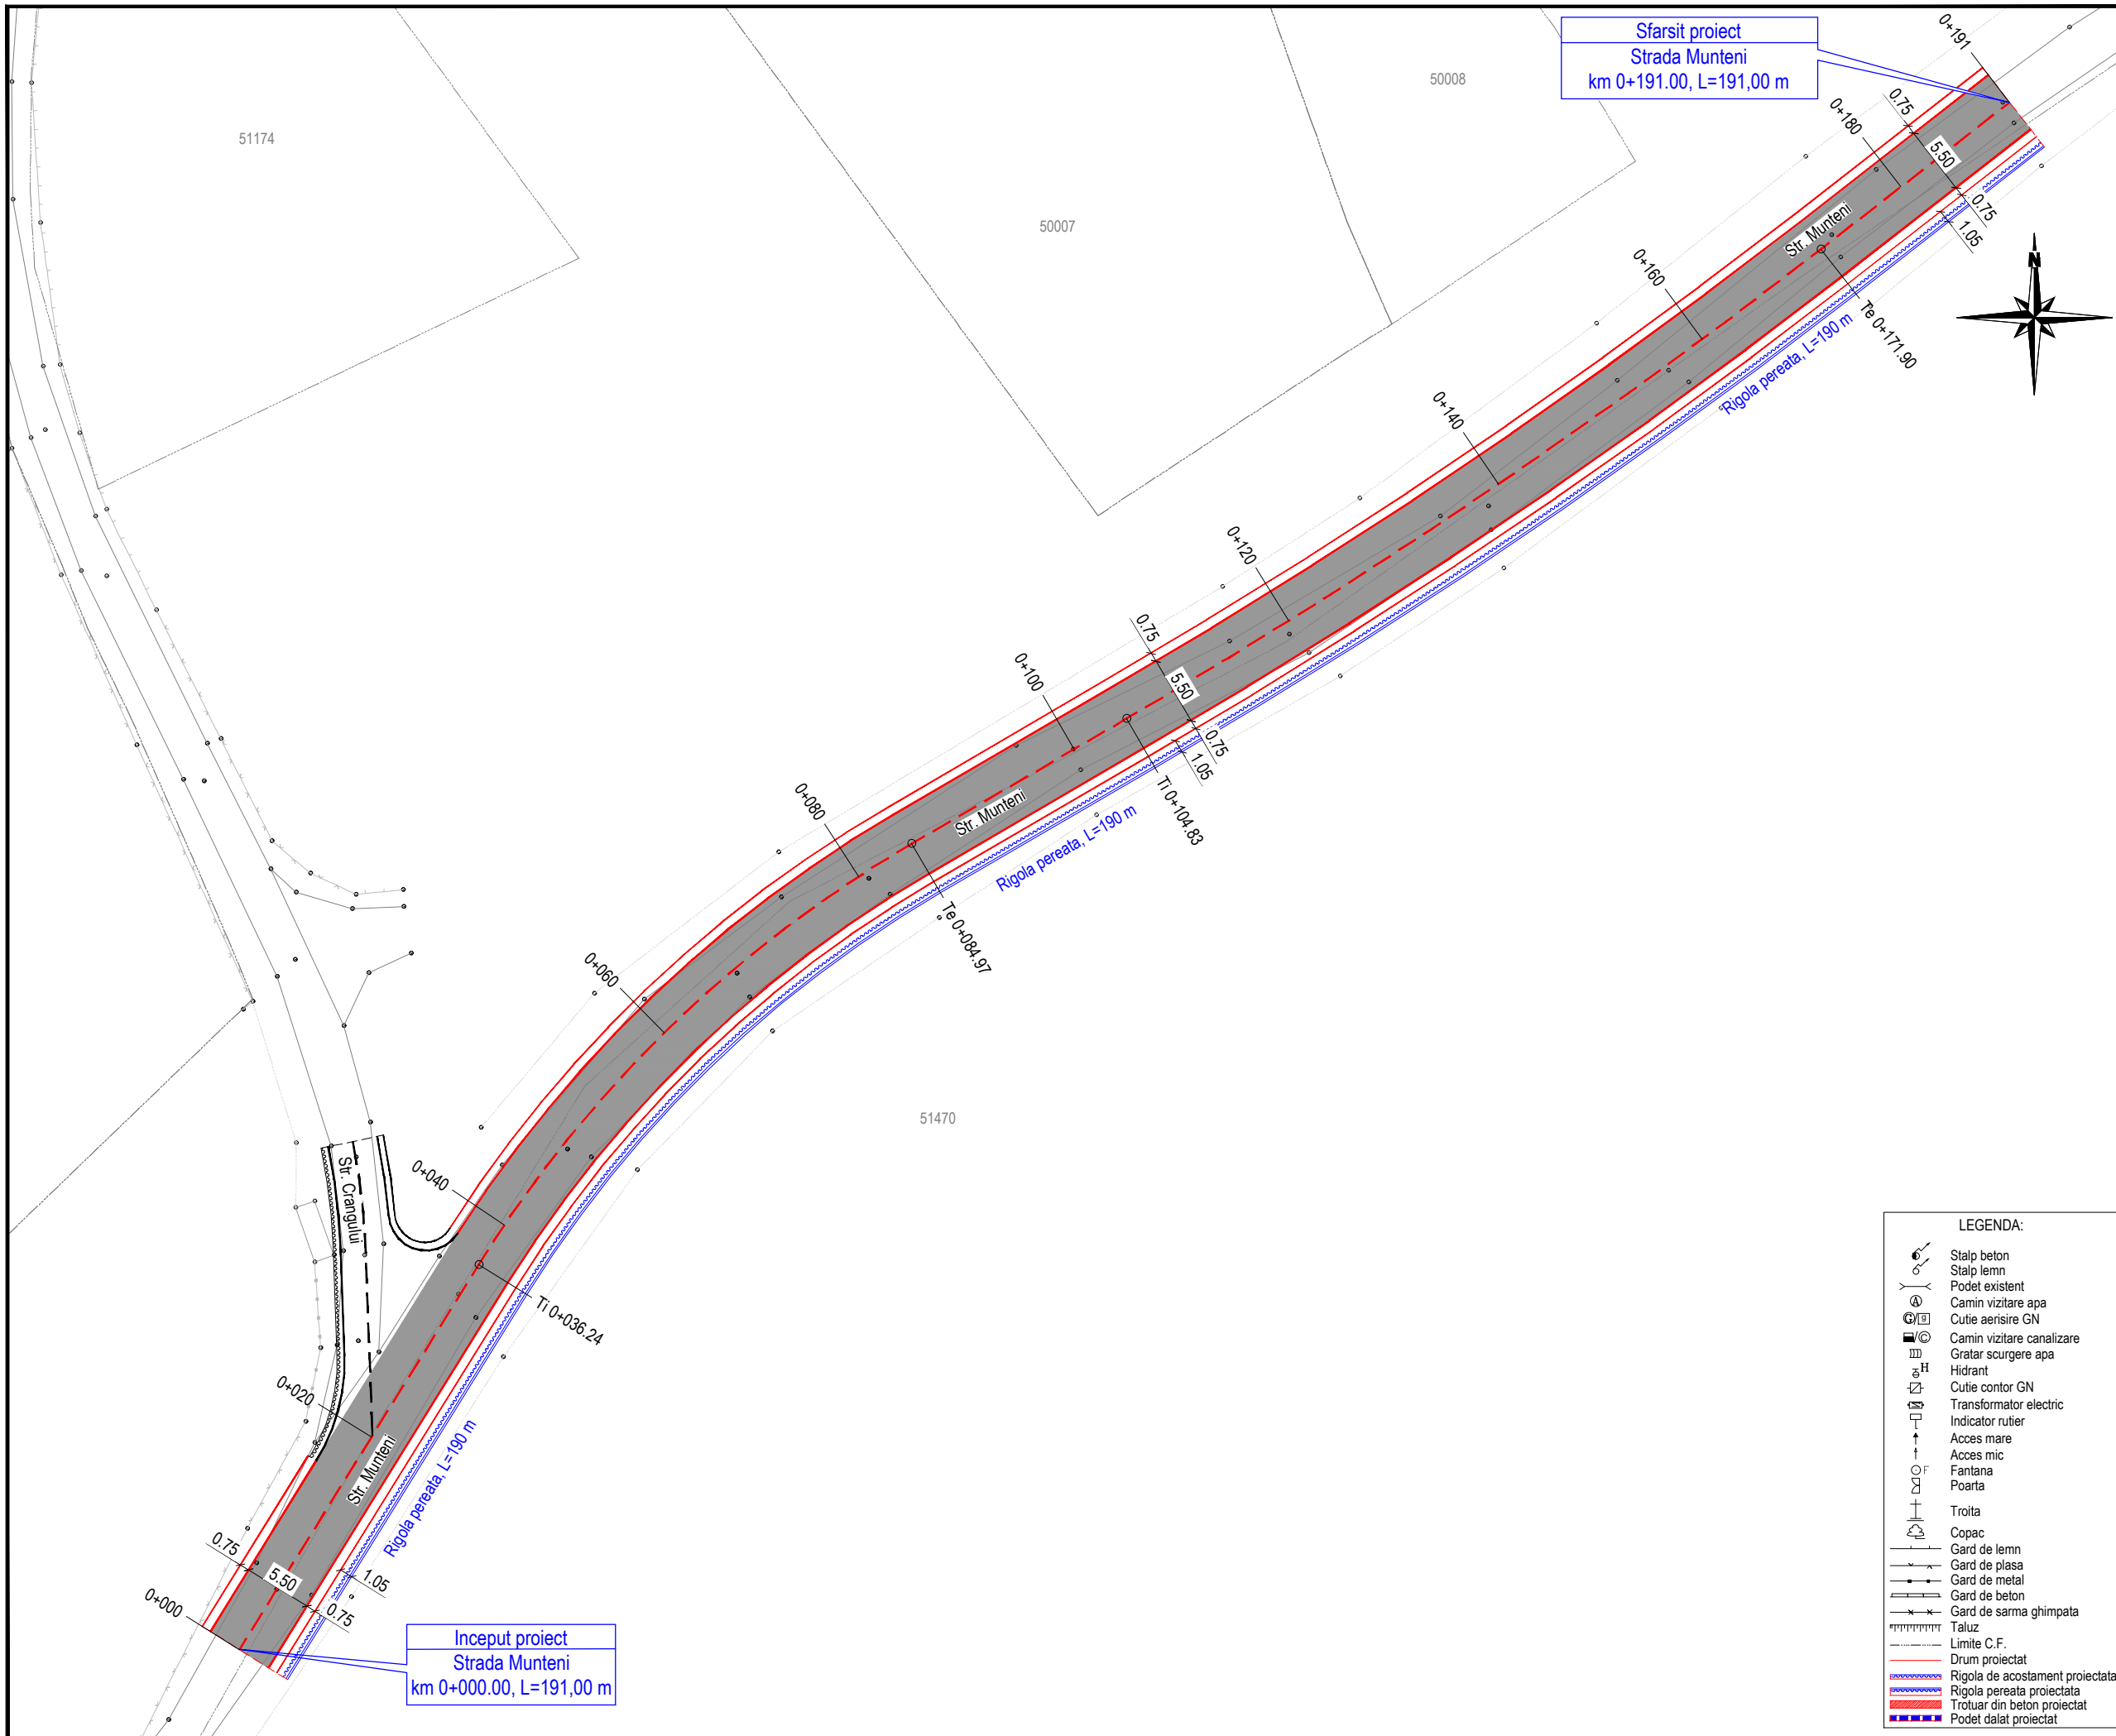 Sfarsit proiect
Strada Munteni
km 0+191.00, L=191,00 m
0+191
50008
51174
50007
0.75
0+180
5.50
0.75
1.05
Str. Munteni
0+160
N
Te 0+171.90
Rigola pereata, L=190 m
0+140
0+120
0.75
5.50
0.75
1.05
0+100
Ti 0+104.83
Str. Munteni
0+080
Rigola pereata, L=190 m
Te 0+084.97
0+060
51470
Str. Crangului
0+040
Ti 0+036.24
0+020
Str. Munteni
Rigola pereata, L=190 m
0.75
5.50
1.05
0.75
0+000
Inceput proiect
Strada Munteni
km 0+000.00, L=191,00 m
LEGENDA:
Stalp beton
Stalp lemn
Podet existent
A Camin vizitare apa
G/g Cutie aerisire GN
/C Camin vizitare canalizare
Gratar scurgere apa
H Hidrant
Cutie contor GN
Transformator electric
Indicator rutier
Acces mare
Acces mic
F Fantana
Poarta
Troita
Copac
Gard de lemn
Gard de plasa
Gard de metal
Gard de beton
Gard de sarma ghimpata
Taluz
Limite C.F.
Drum proiectat
Rigola de acostament proiectata
Rigola pereata proiectata
Trotuar din beton proiectat
Podet dalat proiectat